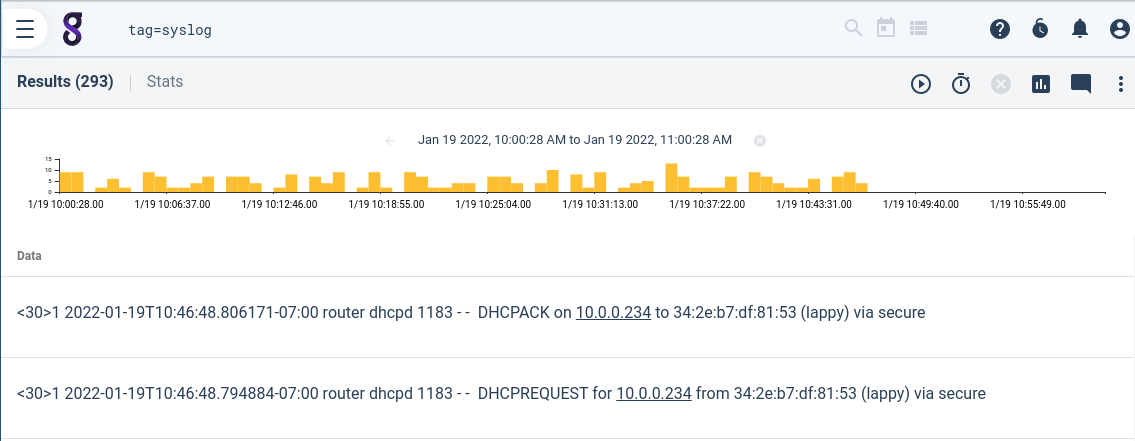 tag=syslog
Results (293)
Stats
Jan 19 2022, 10:00:28 AM to Jan 19 2022, 11:00:28 AM
15
10
5
0
1/19 10:00:28.00 1/19 10:06:37.00 1/19 10:12:46.00 1/19 10:18:55.00 1/19 10:25:04.00 1/19 10:31:13.00 1/19 10:37:22.00 1/19 10:43:31.00 1/19 10:49:40.00 1/19 10:55:49.00
Data
<30>1 2022-01-19T10:46:48.806171-07:00 router dhcpd 1183 - - DHCPACK on 10.0.0.234 to 34:2e:b7:df:81:53 (lappy) via secure
<30>1 2022-01-19T10:46:48.794884-07:00 router dhcpd 1183 - - DHCPREQUEST for 10.0.0.234 from 34:2e:b7:df:81:53 (lappy) via secure